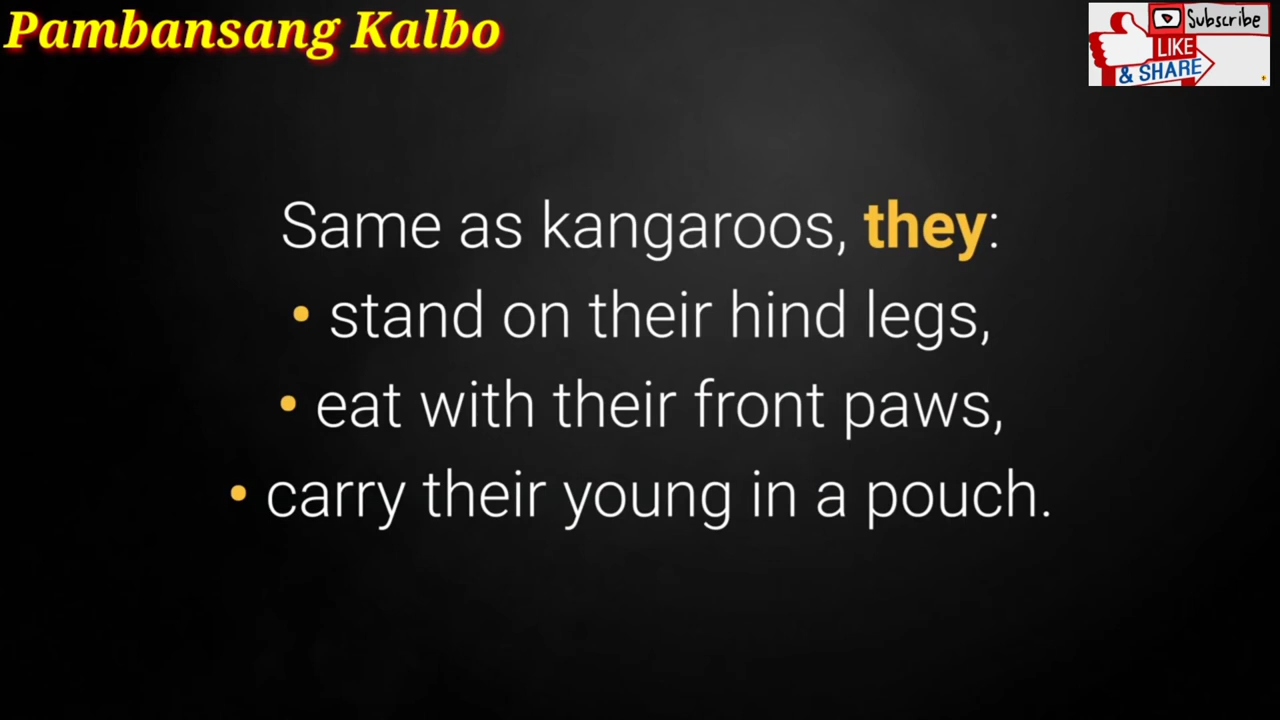 Pambansang Kalbo
Subscribe
LIKE
& SHARE
Same as kangaroos, they:
• stand on their hind legs,
• eat with their front paws,
• carry their young in a pouch.